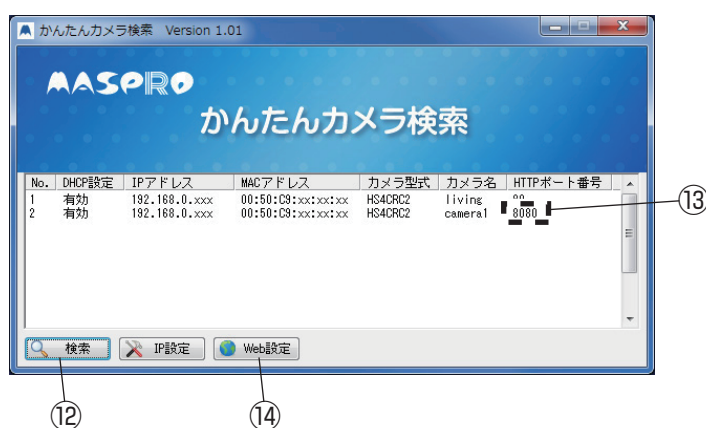 かんたんカメラ検索 Version 1.01
MASPRO
かんたんカメラ検索
No. DHCP設定 IPアドレス MACアドレス カメラ型式 カメラ名 HTTPポート番号
1 有効 192.168.0.xxx 00:50:C9:xx:xx:xx HS4CRC2 living
2 有効 192.168.0.xxx 00:50:C9:xx:xx:xx HS4CRC2 camera1 8080
⑬
検索 IP設定 Web設定
⑫ ⑭